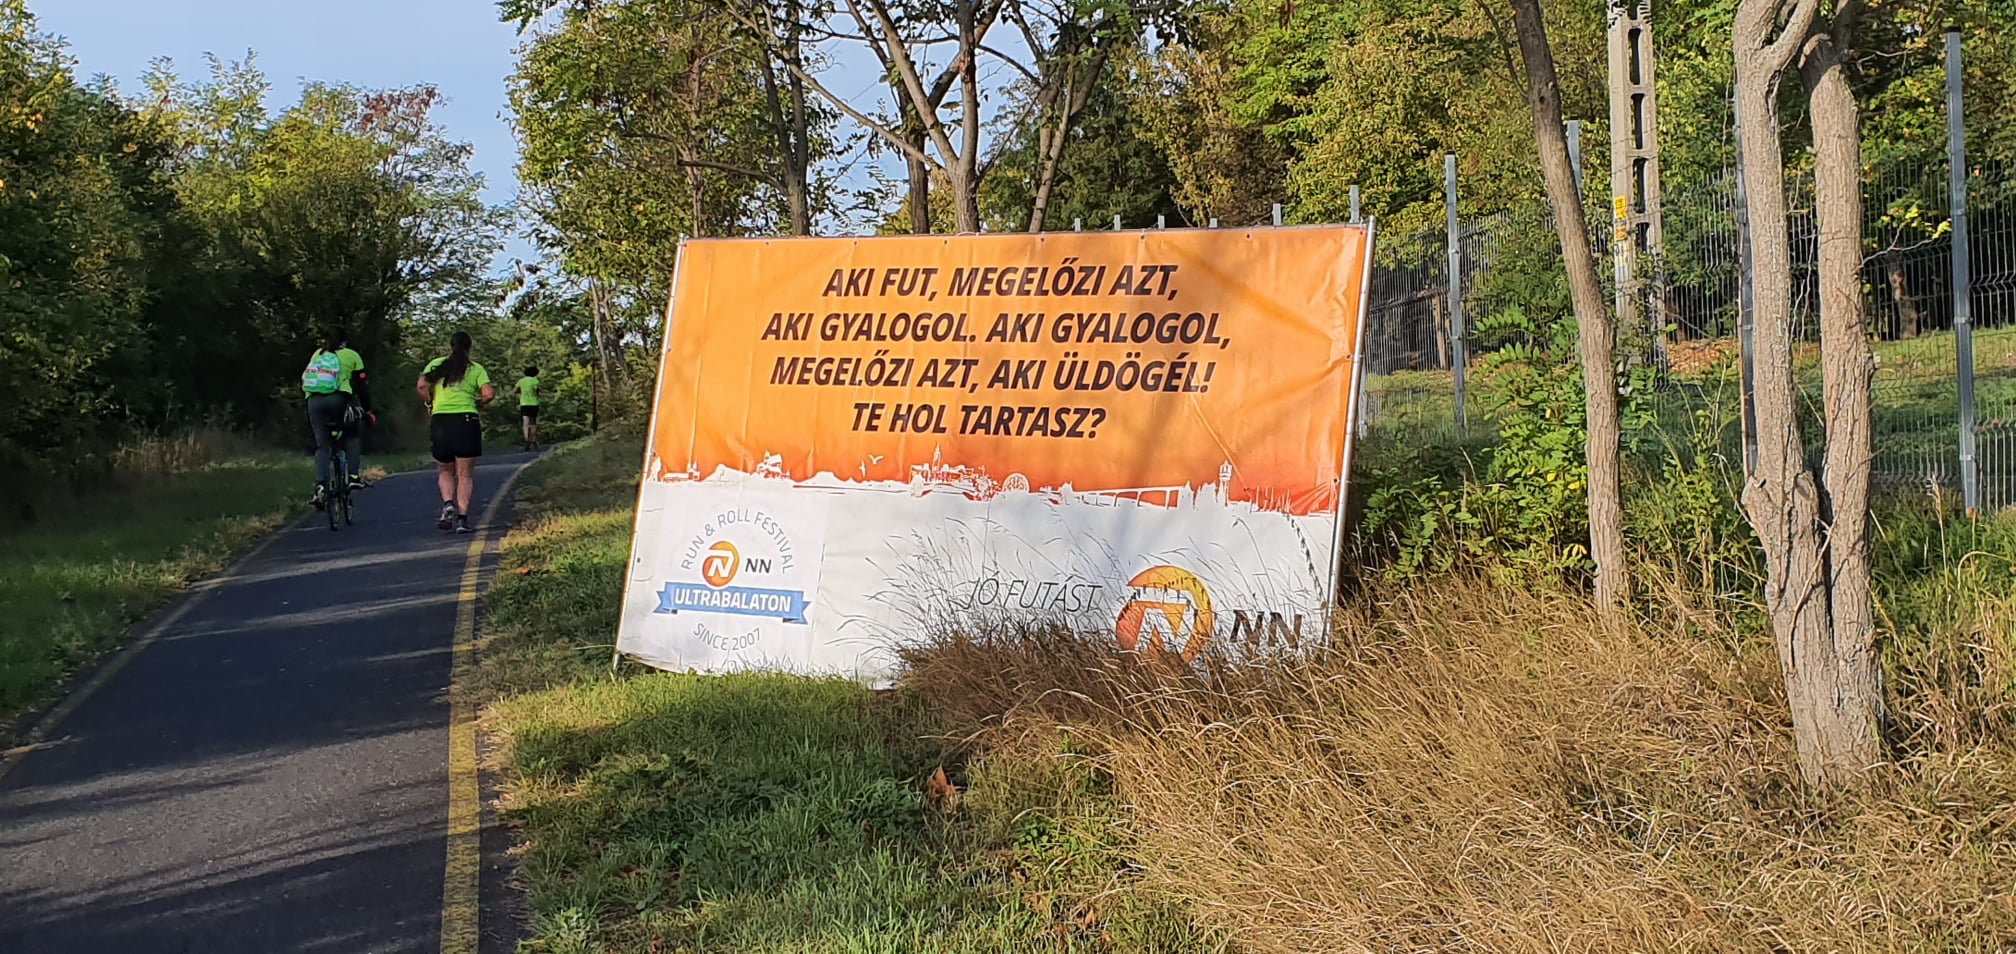 AKI FUT, MEGELŐZI AZT,
AKI GYALOGOL. AKI GYALOGOL,
MEGELŐZI AZT, AKI ÜLDÖGÉL!
TE HOL TARTASZ?
RUN & ROLL FESTIVAL
NN
ULTRABALATON
SINCE 2007
JÓ FUTÁST
NN